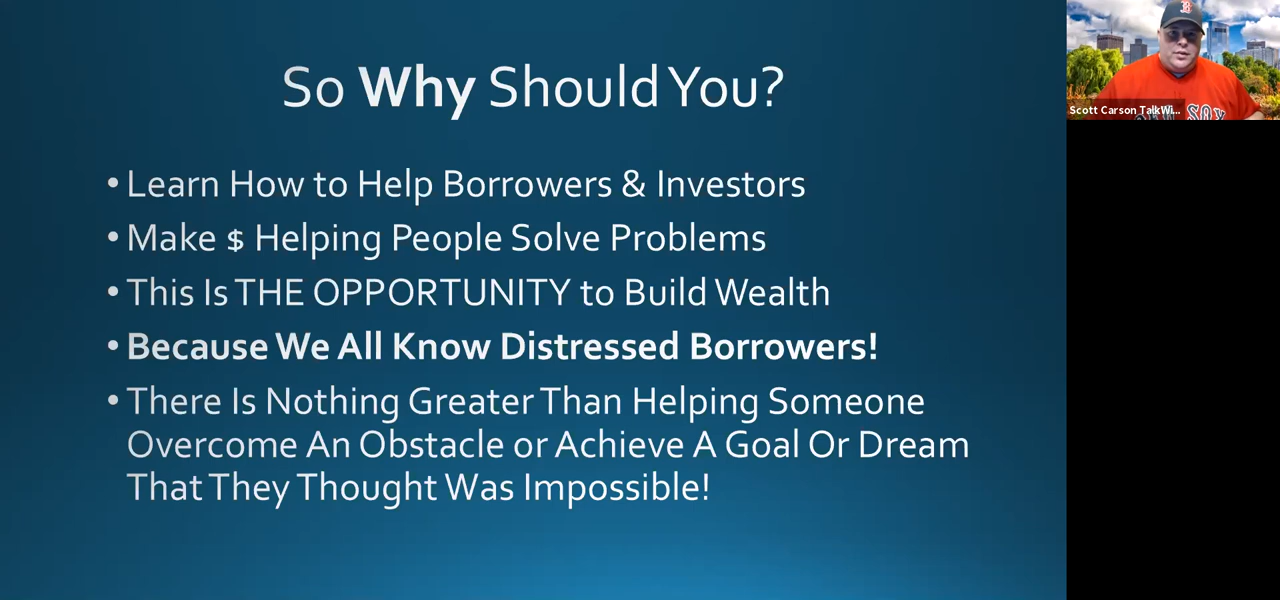 So Why Should You?
• Learn How to Help Borrowers & Investors
• Make $ Helping People Solve Problems
• This Is THE OPPORTUNITY to Build Wealth
• Because We All Know Distressed Borrowers!
• There Is Nothing Greater Than Helping Someone
Overcome An Obstacle or Achieve A Goal Or Dream
That They Thought Was Impossible!
B
Scott Carson TalkWi...
SOX